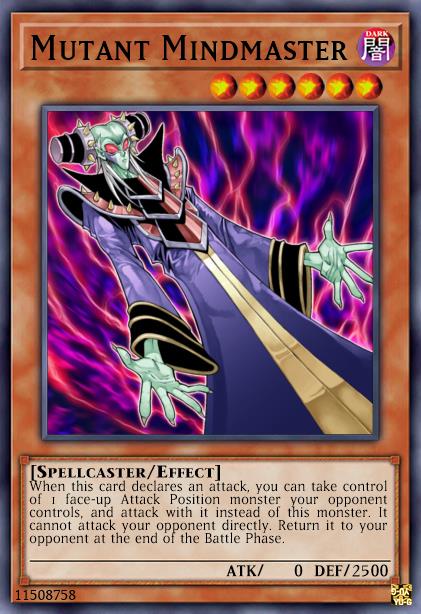 MUTANT MINDMASTER
DARK
闇
[SPELLCASTER/EFFECT]
When this card declares an attack, you can take control
of 1 face-up Attack Position monster your opponent
controls, and attack with it instead of this monster. It
cannot attack your opponent directly. Return it to your
opponent at the end of the Battle Phase.
ATK/ 0 DEF/2500
11508758